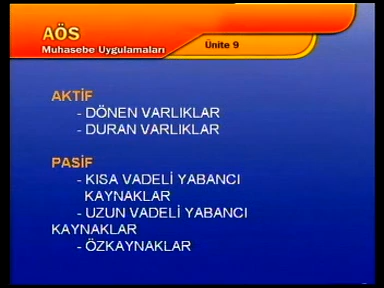 AÖS
Muhasebe Uygulamaları
Ünite 9
AKTİF
- DÖNEN VARLIKLAR
- DURAN VARLIKLAR
PASİF
- KISA VADELİ YABANCI
KAYNAKLAR
- UZUN VADELİ YABANCI
KAYNAKLAR
- ÖZKAYNAKLAR